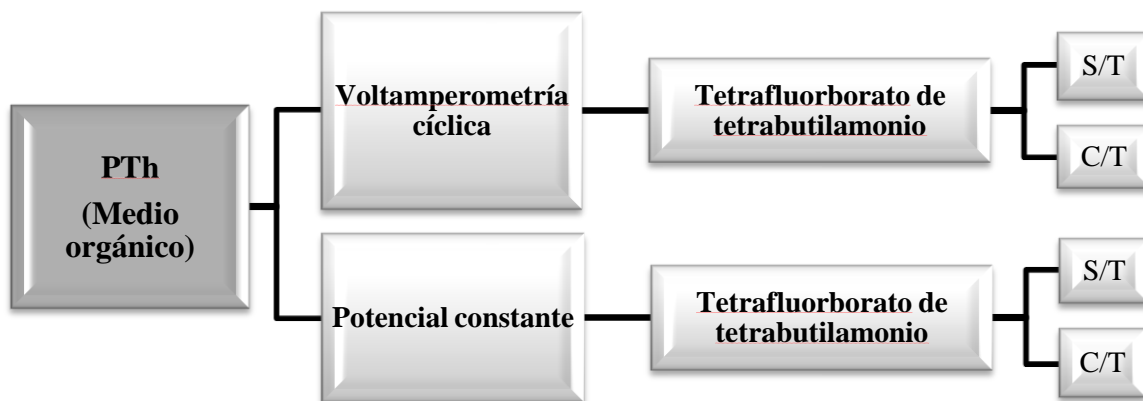 PTh
(Medio
orgánico)
Voltamperometría
cíclica
Tetrafluorborato de
tetrabutilamonio
S/T
C/T
Potencial constante
Tetrafluorborato de
tetrabutilamonio
S/T
C/T